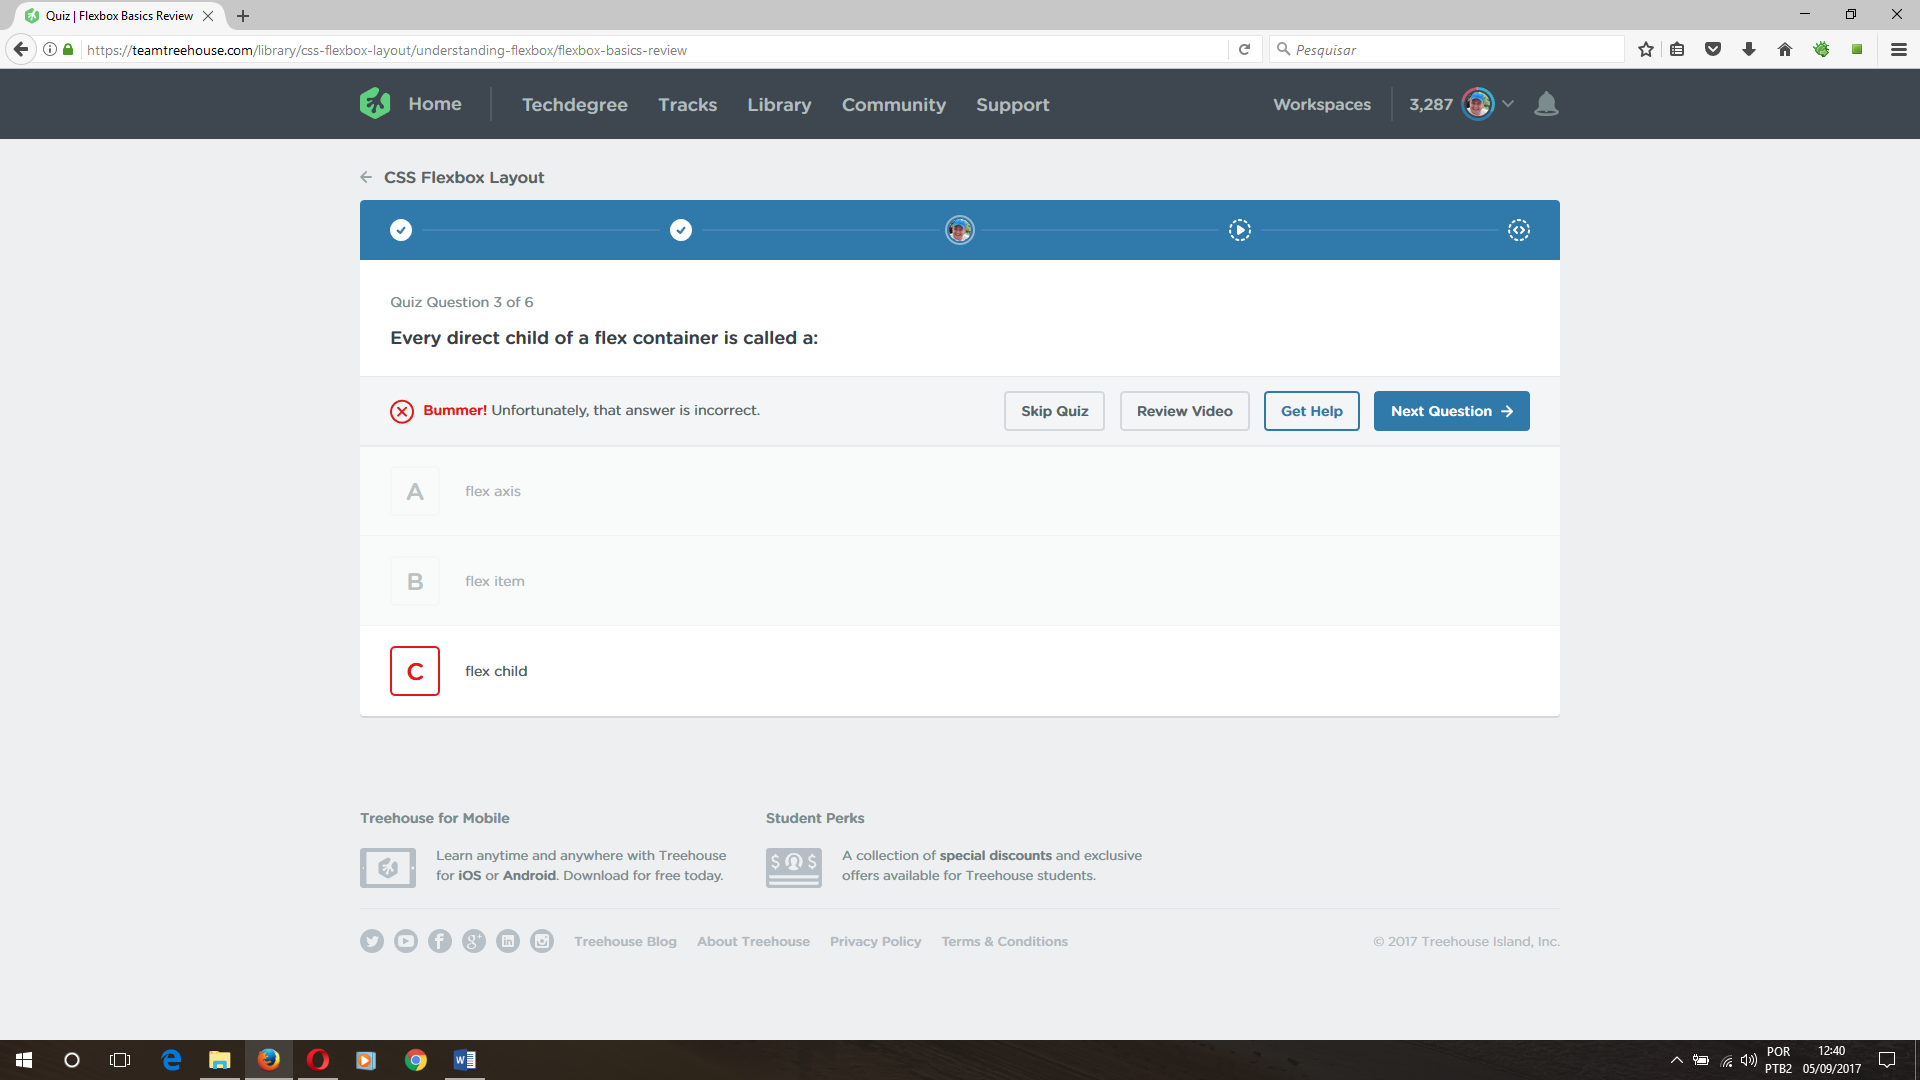 Quiz | Flexbox Basics Review
https://teamtreehouse.com/library/css-flexbox-layout/understanding-flexbox/flexbox-basics-review
Pesquisar
Home
Techdegree
Tracks
Library
Community
Support
Workspaces
3,287
CSS Flexbox Layout
Quiz Question 3 of 6
Every direct child of a flex container is called a:
Bummer! Unfortunately, that answer is incorrect.
Skip Quiz
Review Video
Get Help
Next Question
A flex axis
B flex item
C flex child
Treehouse for Mobile
Learn anytime and anywhere with Treehouse
for iOS or Android. Download for free today.
Student Perks
A collection of special discounts and exclusive
offers available for Treehouse students.
Treehouse Blog
About Treehouse
Privacy Policy
Terms & Conditions
© 2017 Treehouse Island, Inc.
POR
PTB2
12:40
05/09/2017